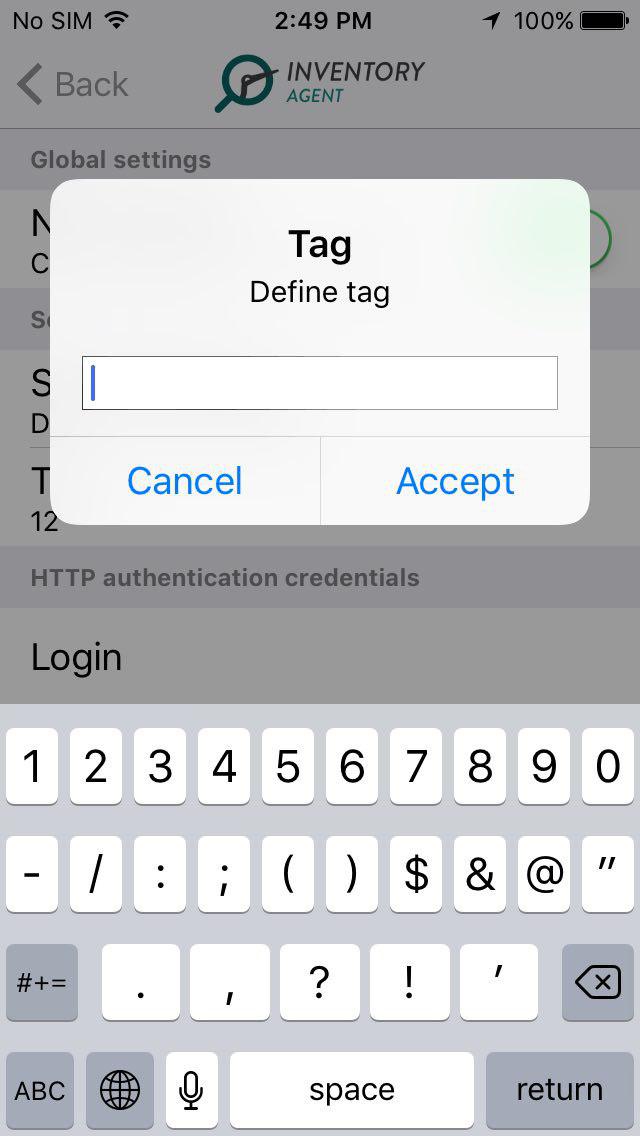 No SIM 2:49 PM 100%
Back INVENTORY
AGENT
Global settings
Tag
Define tag
Cancel Accept
12
HTTP authentication credentials
Login
1 2 3 4 5 6 7 8 9 0
- / : ; ( ) $ & @ "
#+= . , ? ! '
ABC space return